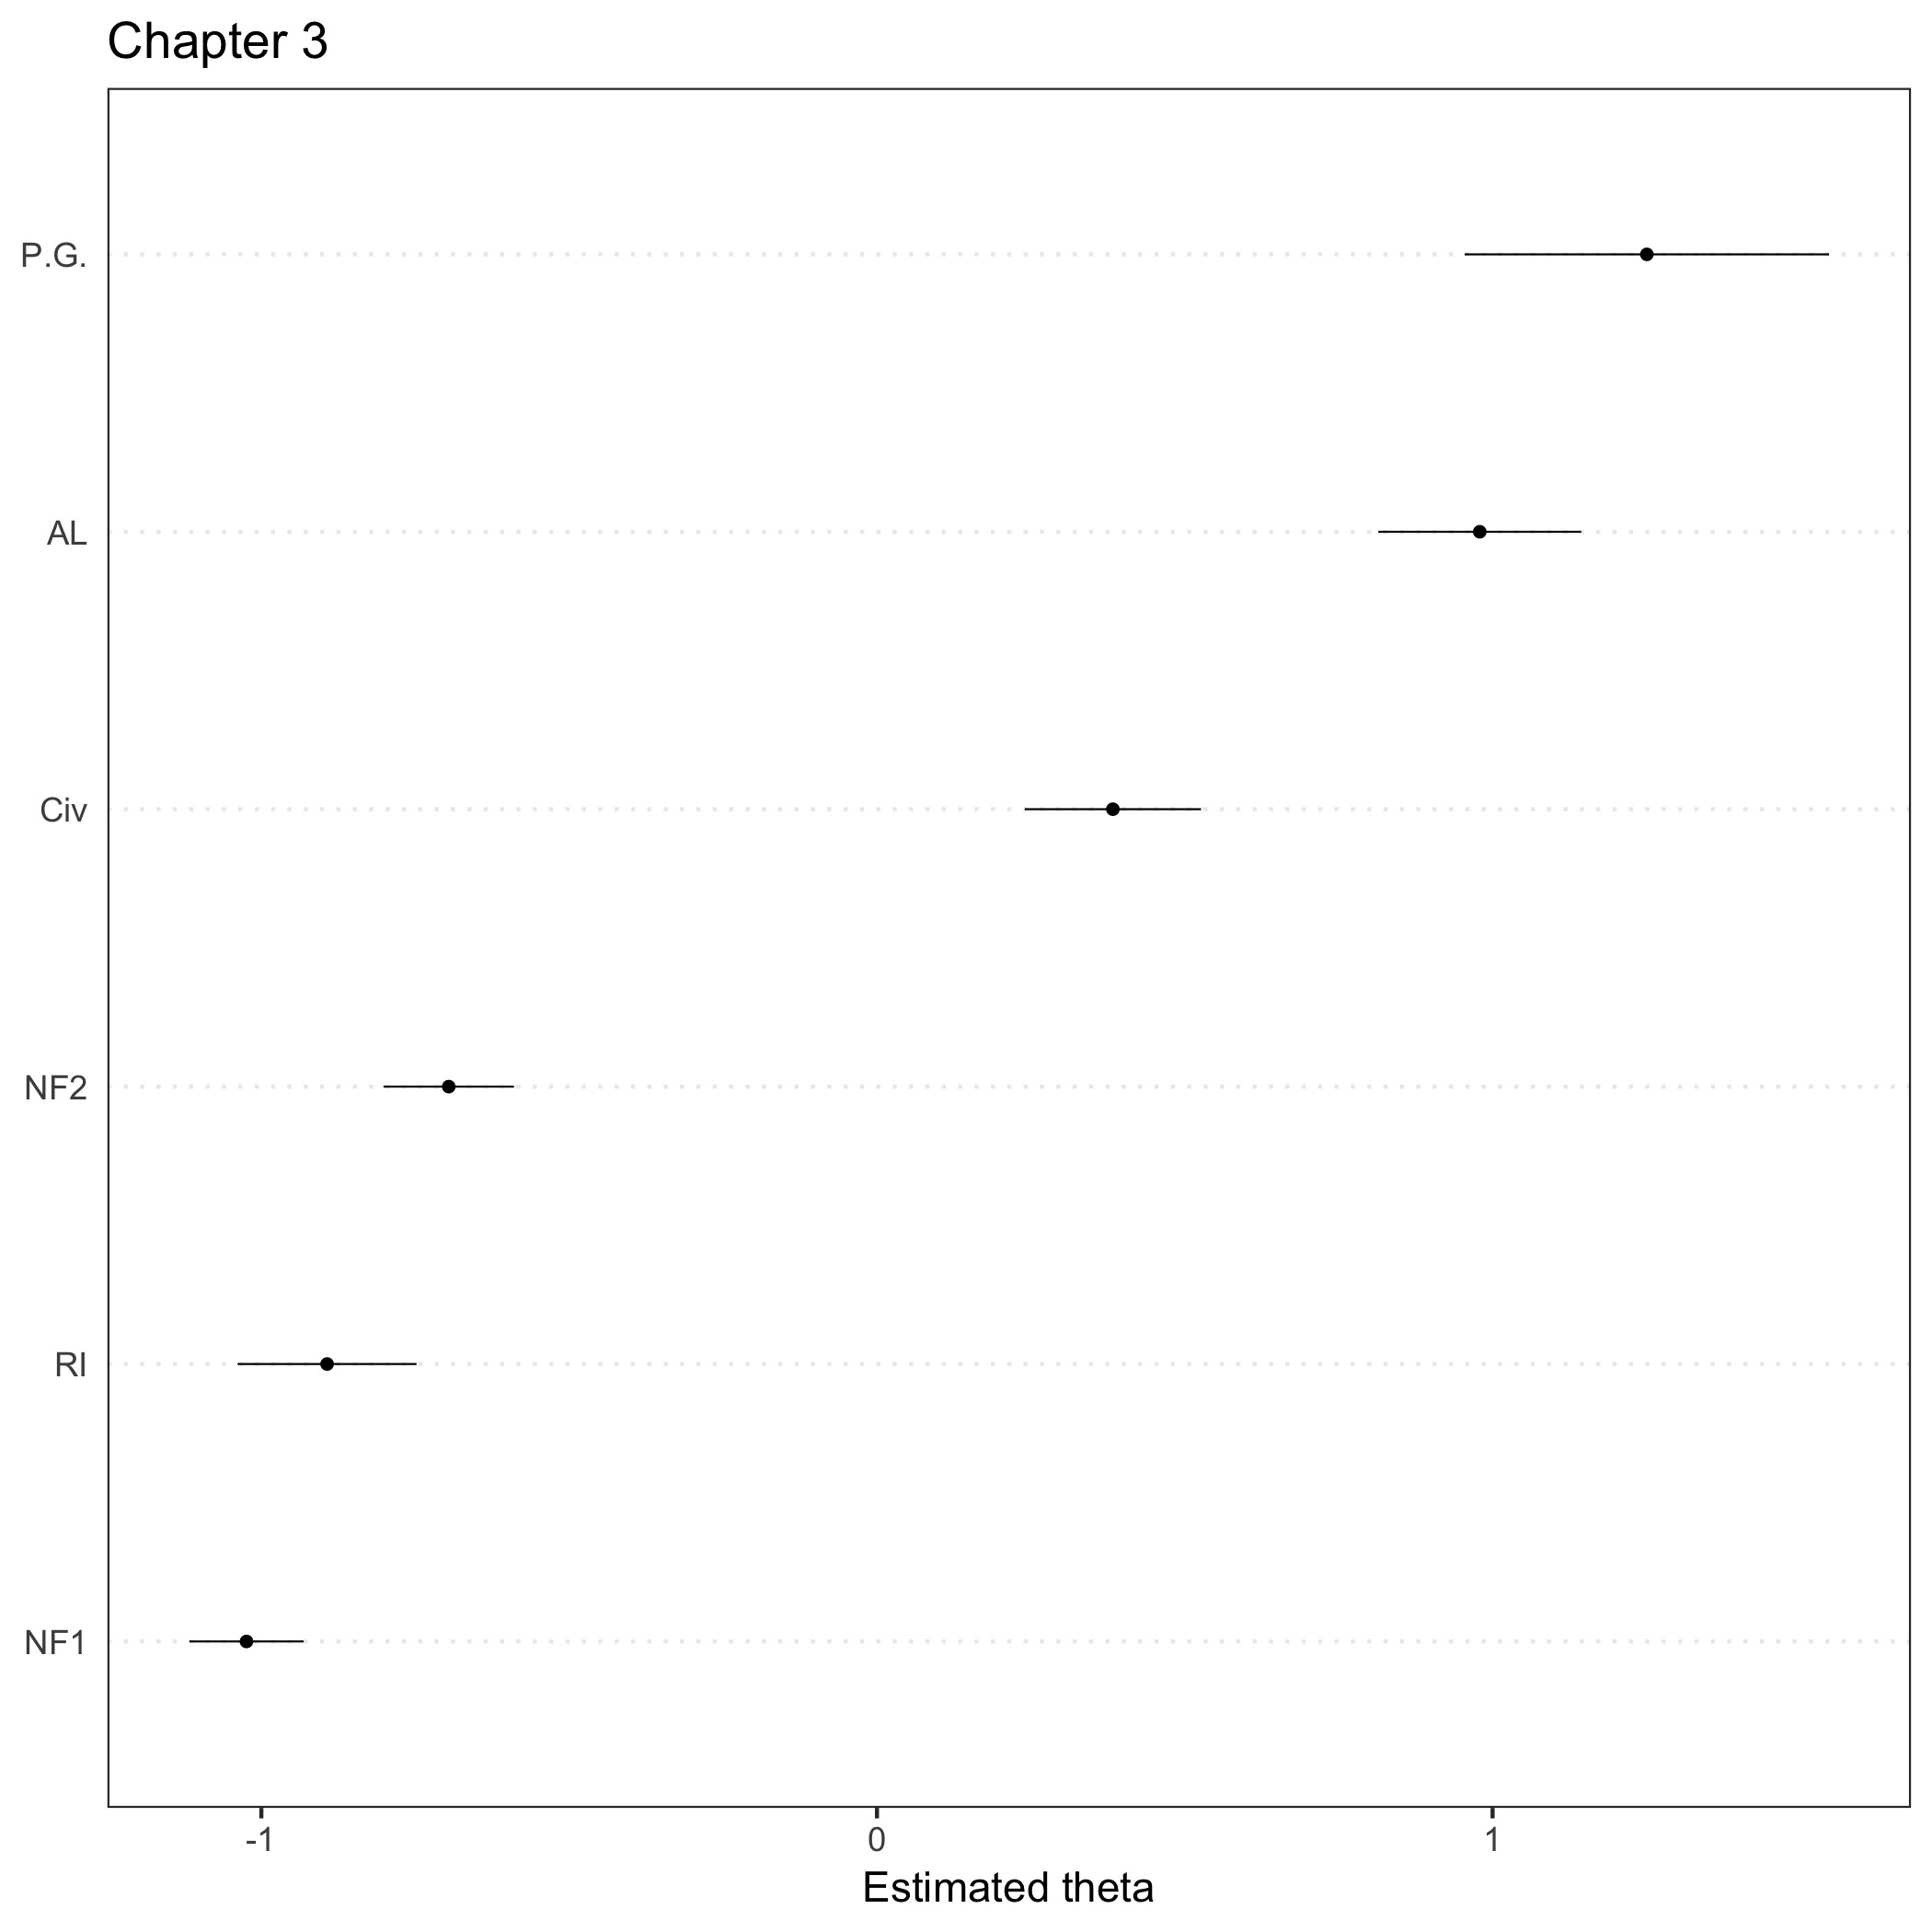 Chapter 3
P.G.
AL
Civ
NF2
RI
NF1
-1 0 1
Estimated theta